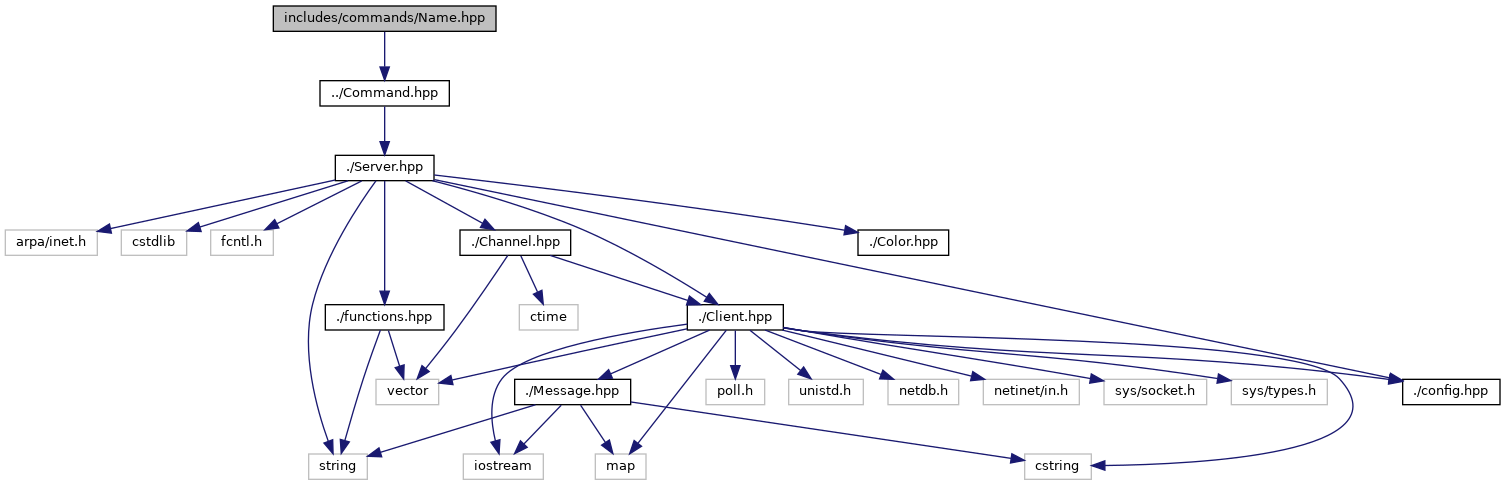 includes/commands/Name.hpp
../Command.hpp
./Server.hpp
arpa/inet.h
cstdlib
fcntl.h
./Channel.hpp
./Color.hpp
./functions.hpp
ctime
./Client.hpp
vector
./Message.hpp
poll.h
unistd.h
netdb.h
netinet/in.h
sys/socket.h
sys/types.h
./config.hpp
string
iostream
map
cstring